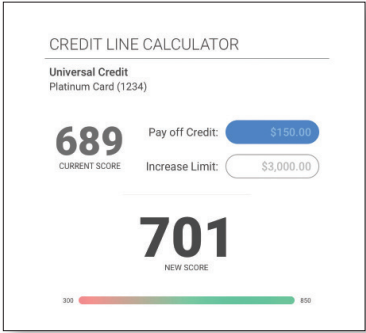 CREDIT LINE CALCULATOR
Universal Credit
Platinum Card (1234)
689
CURRENT SCORE
Pay off Credit: $150.00
Increase Limit: $3,000.00
701
NEW SCORE
300 850